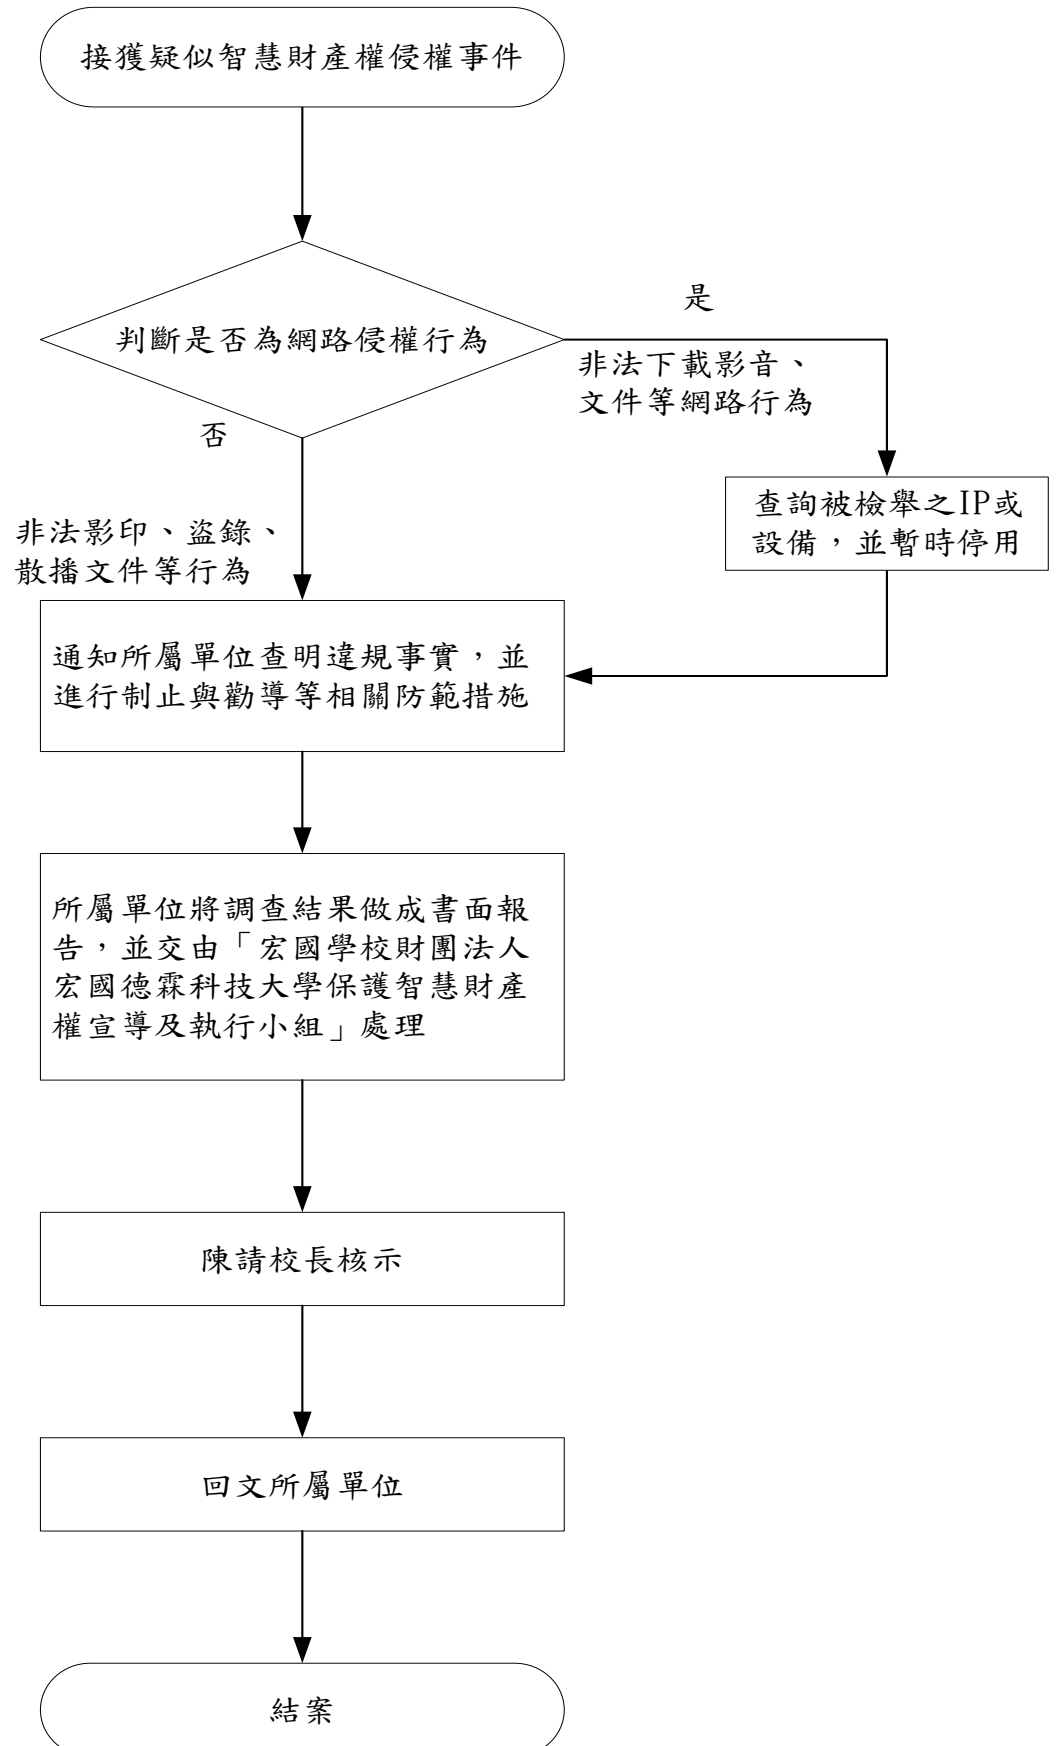 接獲疑似智慧財產權侵權事件
判斷是否為網路侵權行為
是
非法下載影音、
文件等網路行為
查詢被檢舉之IP或
設備，並暫時停用
否
非法影印、盜錄、
散播文件等行為
通知所屬單位查明違規事實，並
進行制止與勸導等相關防範措施
所屬單位將調查結果做成書面報
告，並交由「宏國學校財團法人
宏國德霖科技大學保護智慧財產
權宣導及執行小組」處理
陳請校長核示
回文所屬單位
結案